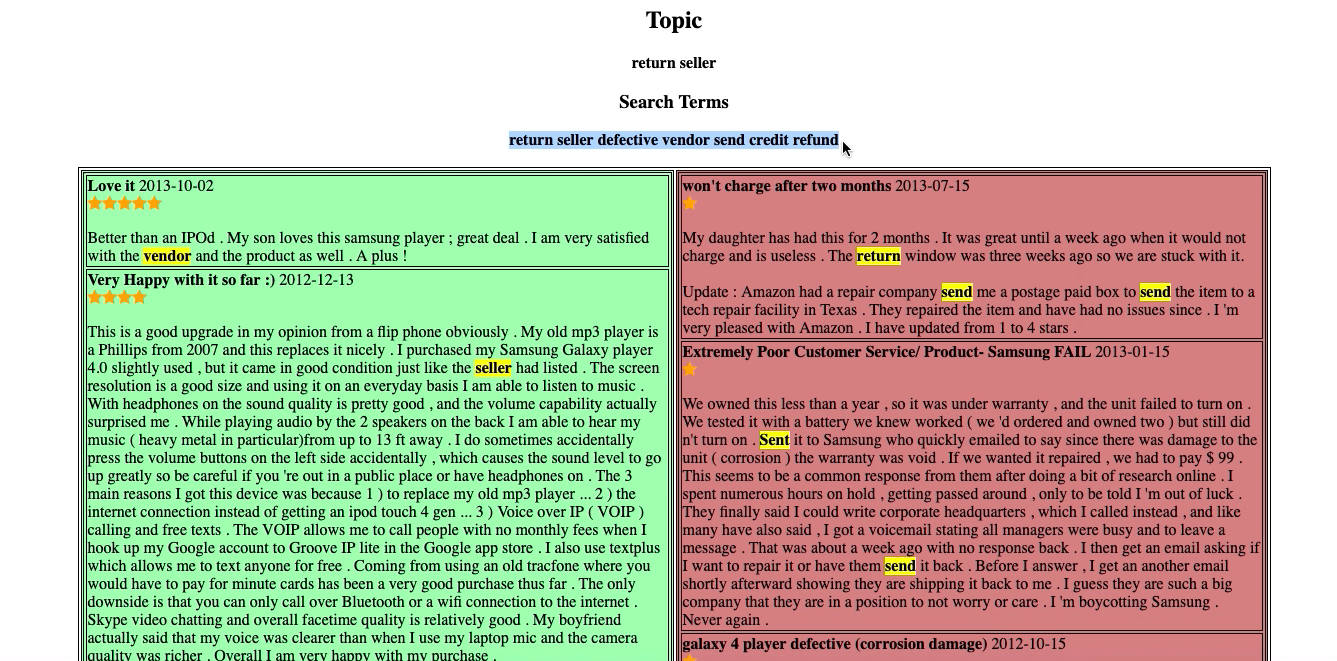 Topic
return seller
Search Terms
return seller defective vendor send credit refund
Love it 2013-10-02
Better than an IPOd . My son loves this samsung player ; great deal . I am very satisfied
with the vendor and the product as well . A plus !
Very Happy with it so far :) 2012-12-13
This is a good upgrade in my opinion from a flip phone obviously . My old mp3 player is
a Phillips from 2007 and this replaces it nicely . I purchased my Samsung Galaxy player
4.0 slightly used , but it came in good condition just like the seller had listed . The screen
resolution is a good size and using it on an everyday basis I am able to listen to music .
With headphones on the sound quality is pretty good , and the volume capability actually
surprised me . While playing audio by the 2 speakers on the back I am able to hear my
music ( heavy metal in particular)from up to 13 ft away . I do sometimes accidentally
press the volume buttons on the left side accidentally , which causes the sound level to go
up greatly so be careful if you 're out in a public place or have headphones on . The 3
main reasons I got this device was because 1 ) to replace my old mp3 player ... 2 ) the
internet connection instead of getting an ipod touch 4 gen ... 3 ) Voice over IP ( VOIP )
calling and free texts . The VOIP allows me to call people with no monthly fees when I
hook up my Google account to Groove IP lite in the Google app store . I also use textplus
which allows me to text anyone for free . Coming from using an old tracfone where you
would have to pay for minute cards has been a very good purchase thus far . The only
downside is that you can only call over Bluetooth or a wifi connection to the internet .
Skype video chatting and overall facetime quality is relatively good . My boyfriend
actually said that my voice was clearer than when I use my laptop mic and the camera
quality was richer . Overall I am very happy with my purchase .
won't charge after two months 2013-07-15
My daughter has had this for 2 months . It was great until a week ago when it would not
charge and is useless . The return window was three weeks ago so we are stuck with it.
Update : Amazon had a repair company send me a postage paid box to send the item to a
tech repair facility in Texas . They repaired the item and have had no issues since . I 'm
very pleased with Amazon . I have updated from 1 to 4 stars .
Extremely Poor Customer Service/ Product- Samsung FAIL 2013-01-15
We owned this less than a year , so it was under warranty , and the unit failed to turn on .
We tested it with a battery we knew worked ( we 'd ordered and owned two ) but still did
n't turn on . Sent it to Samsung who quickly emailed to say since there was damage to the
unit ( corrosion ) the warranty was void . If we wanted it repaired , we had to pay $ 99 .
This seems to be a common response from them after doing a bit of research online . I
spent numerous hours on hold , getting passed around , only to be told I 'm out of luck .
They finally said I could write corporate headquarters , which I called instead , and like
many have also said , I got a voicemail stating all managers were busy and to leave a
message . That was about a week ago with no response back . I then get an email asking if
I want to repair it or have them send it back . Before I answer , I get an another email
shortly afterward showing they are shipping it back to me . I guess they are such a big
company that they are in a position to not worry or care . I 'm boycotting Samsung .
Never again .
galaxy 4 player defective (corrosion damage) 2012-10-15